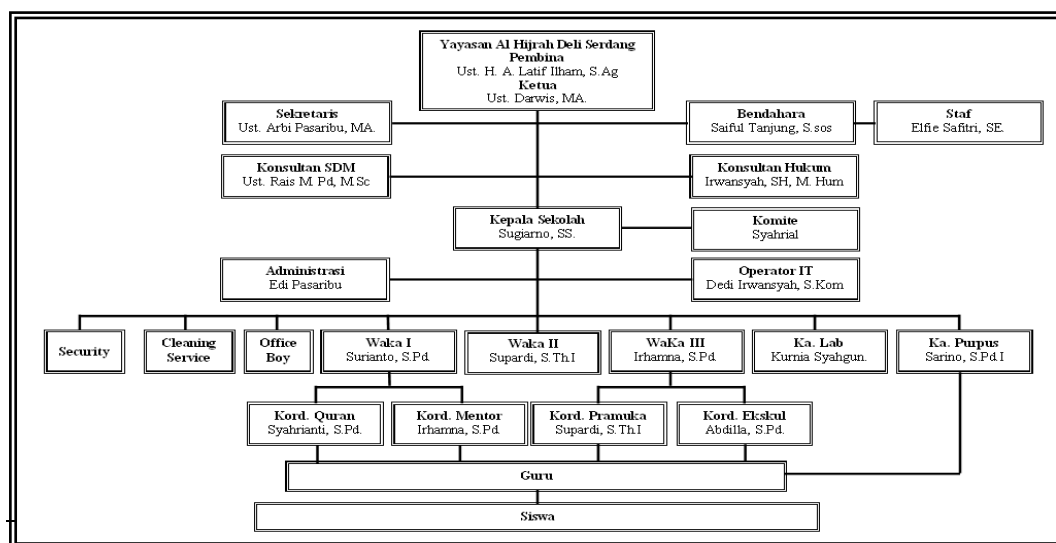 Yayasan Al Hijrah Deli Serdang
Pembina
Ust. H. A. Latif Ilham, S.Ag
Ketua
Ust. Darwis, MA.
Sekretaris
Ust. Arbi Pasaribu, MA.
Bendahara
Saiful Tanjung, S.sos
Staf
Elfie Safitri, SE.
Konsultan SDM
Ust. Rais M. Pd, M.Sc
Konsultan Hukum
Irwansyah, SH, M. Hum
Kepala Sekolah
Sugiarno, SS.
Komite
Syahrial
Administrasi
Edi Pasaribu
Operator IT
Dedi Irwansyah, S.Kom
Security
Cleaning
Service
Office
Boy
Waka I
Surianto, S.Pd.
Waka II
Supardi, S.Th.I
WaKa III
Irhamna, S.Pd.
Ka. Lab
Kurnia Syahgun.
Ka. Purpus
Sarino, S.Pd.I
Kord. Quran
Syahrianti, S.Pd.
Kord. Mentor
Irhamna, S.Pd.
Kord. Pramuka
Supardi, S.Th.I
Kord. Ekskul
Abdilla, S.Pd.
Guru
Siswa